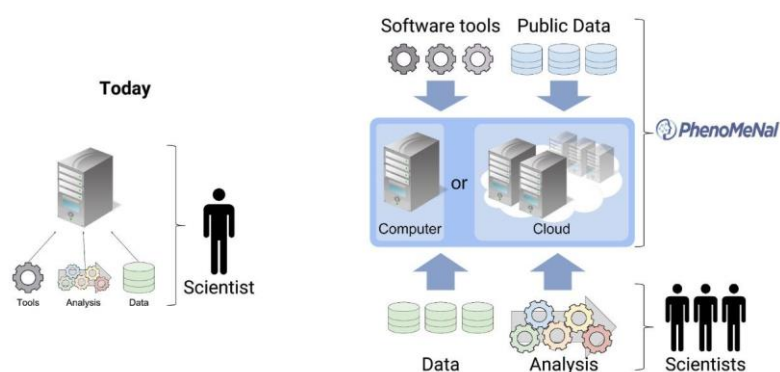 Today
Tools
Analysis
Data
Scientist
Software tools
Public Data
PhenoMeNal
or
Computer
Cloud
Data
Analysis
Scientists